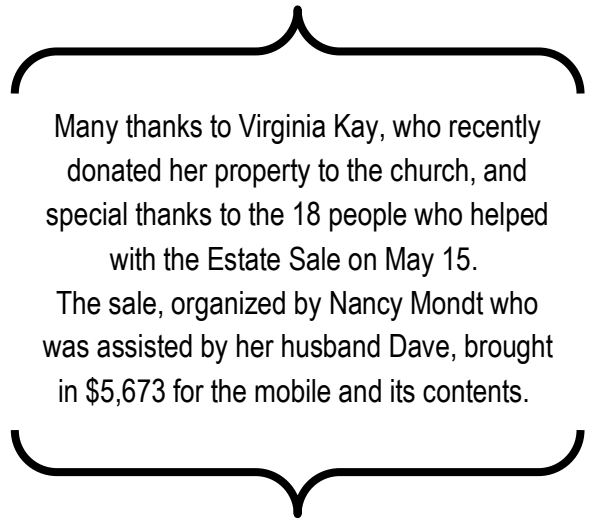 Many thanks to Virginia Kay, who recently
donated her property to the church, and
special thanks to the 18 people who helped
with the Estate Sale on May 15.
The sale, organized by Nancy Mondt who
was assisted by her husband Dave, brought
in $5,673 for the mobile and its contents.